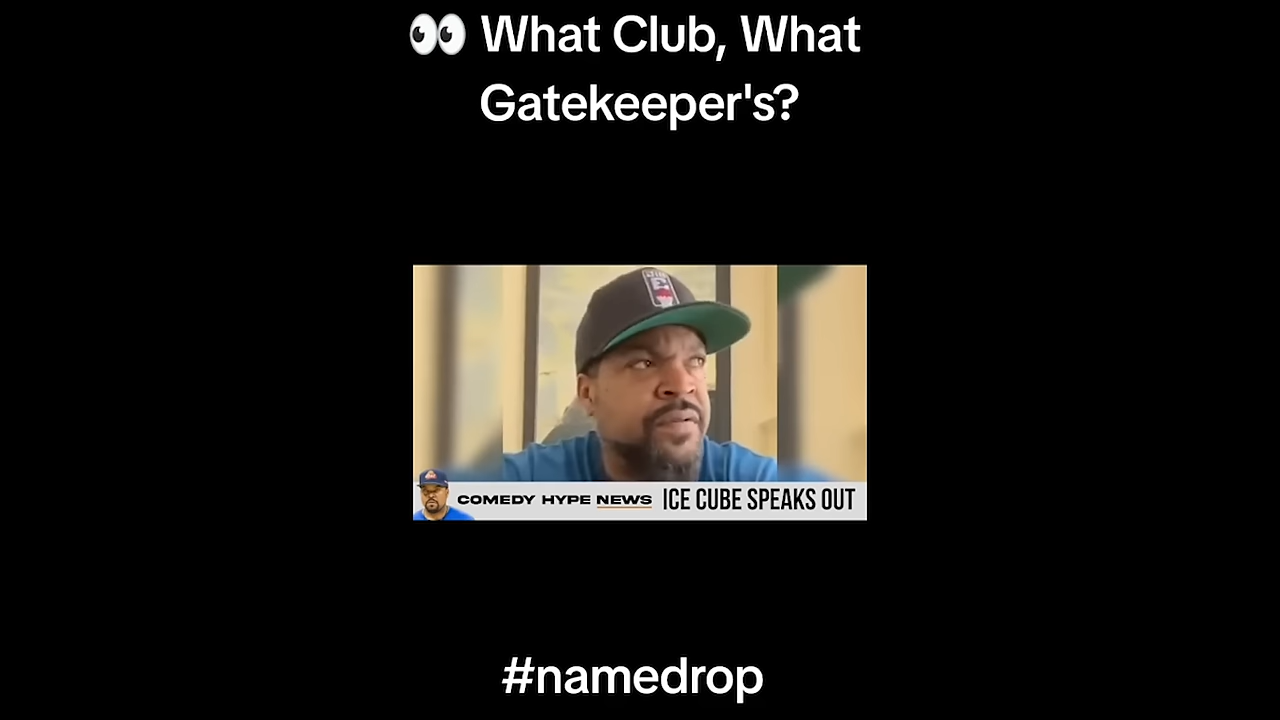 👀 What Club, What
Gatekeeper's?
COMEDY HYPE NEWS ICE CUBE SPEAKS OUT
#namedrop